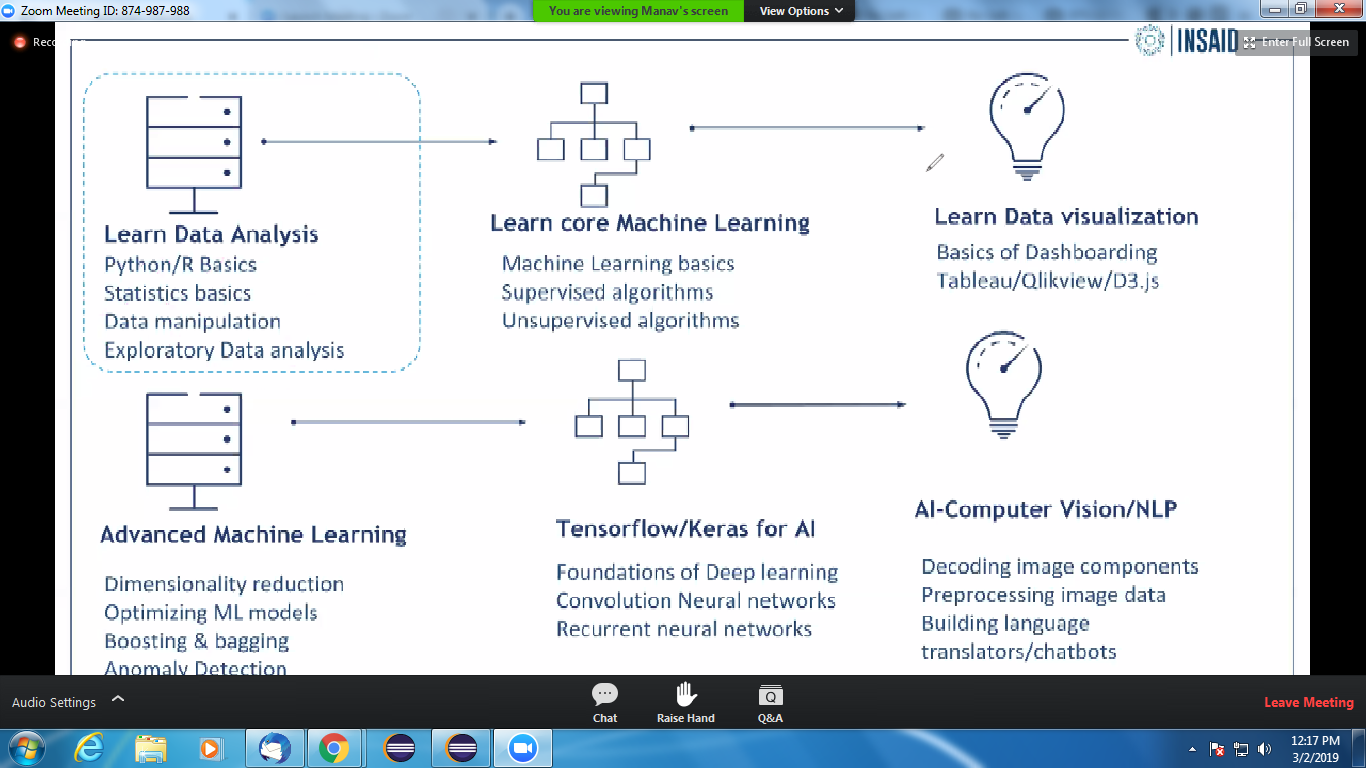 Zoom Meeting ID: 874-987-988
You are viewing Manav's screen
View Options
INSAID
Enter Full Screen
Learn Data Analysis
Python/R Basics
Statistics basics
Data manipulation
Exploratory Data analysis
Learn core Machine Learning
Machine Learning basics
Supervised algorithms
Unsupervised algorithms
Learn Data visualization
Basics of Dashboarding
Tableau/Qlikview/D3.js
Advanced Machine Learning
Dimensionality reduction
Optimizing ML models
Boosting & bagging
Anomaly Detection
Tensorflow/Keras for AI
Foundations of Deep learning
Convolution Neural networks
Recurrent neural networks
AI-Computer Vision/NLP
Decoding image components
Preprocessing image data
Building language
translators/chatbots
Audio Settings
Chat
Raise Hand
Q
Q&A
Leave Meeting
12:17 PM
3/2/2019